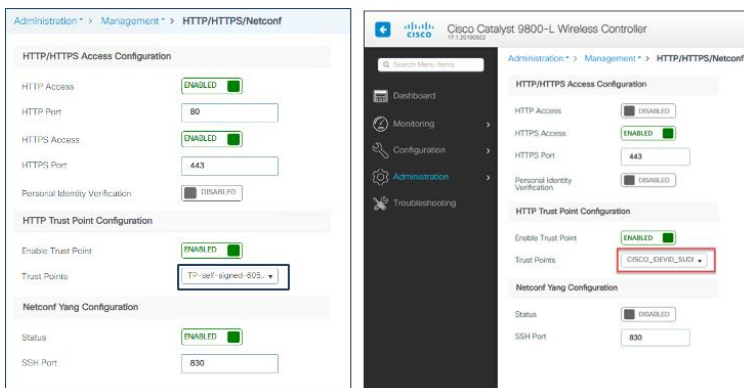 Administration > Management > HTTP/HTTPS/Netconf
HTTP/HTTPS Access Configuration
HTTP Access
ENABLED
HTTP Port
80
HTTPS Access
ENABLED
HTTPS Port
443
Personal Identity Verification
DISABLED
HTTP Trust Point Configuration
Enable Trust Point
ENABLED
Trust Points
TP-self-signed-605..
Netconf Yang Configuration
Status
ENABLED
SSH Port
830
CISCO
Cisco Catalyst 9800-L Wireless Controller
17.1.20190922
Search Menu Items
Dashboard
Monitoring
Configuration
Administration
Troubleshooting
Administration > Management > HTTP/HTTPS/Netconf
HTTP/HTTPS Access Configuration
HTTP Access
DISABLED
HTTPS Access
ENABLED
HTTPS Port
443
Personal Identity
Verification
DISABLED
HTTP Trust Point Configuration
Enable Trust Point
ENABLED
Trust Points
CISCO_IDEVID_SUDI
Netconf Yang Configuration
Status
DISABLED
SSH Port
830